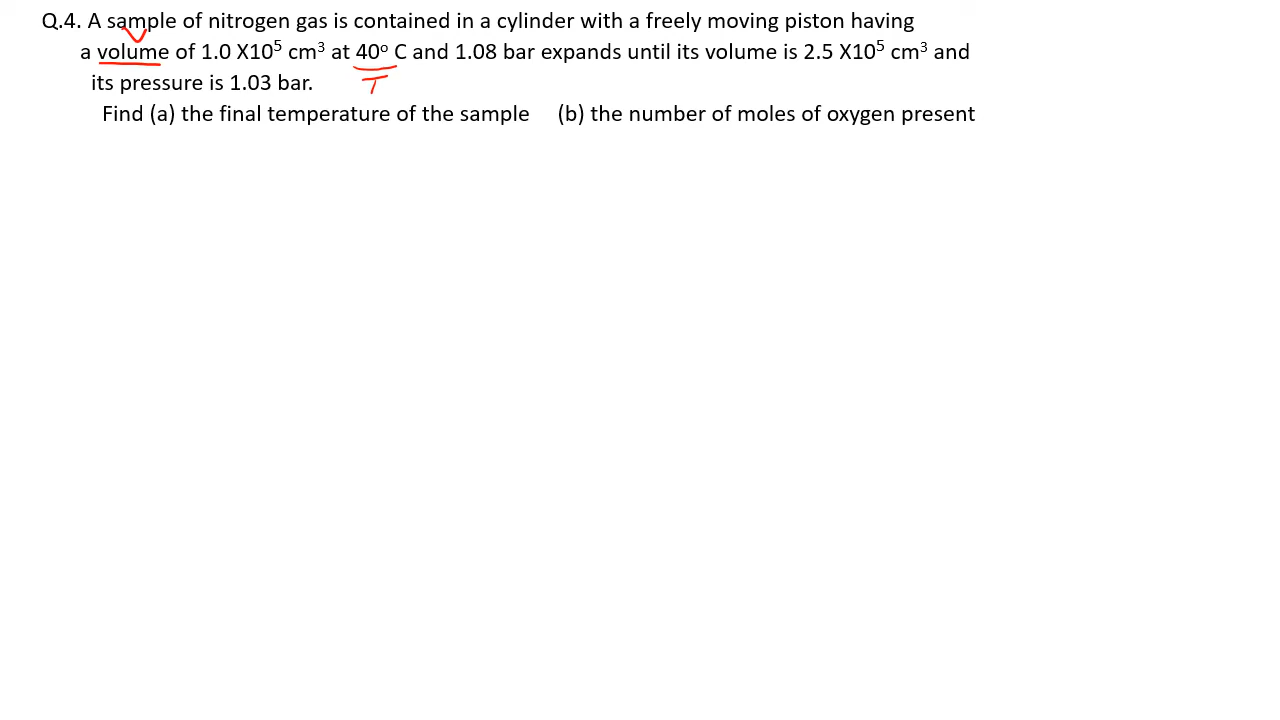 Q.4. A sample of nitrogen gas is contained in a cylinder with a freely moving piston having
V
a volume of 1.0 X10⁵ cm³ at 40° C and 1.08 bar expands until its volume is 2.5 X10⁵ cm³ and
its pressure is 1.03 bar.
T
Find (a) the final temperature of the sample (b) the number of moles of oxygen present